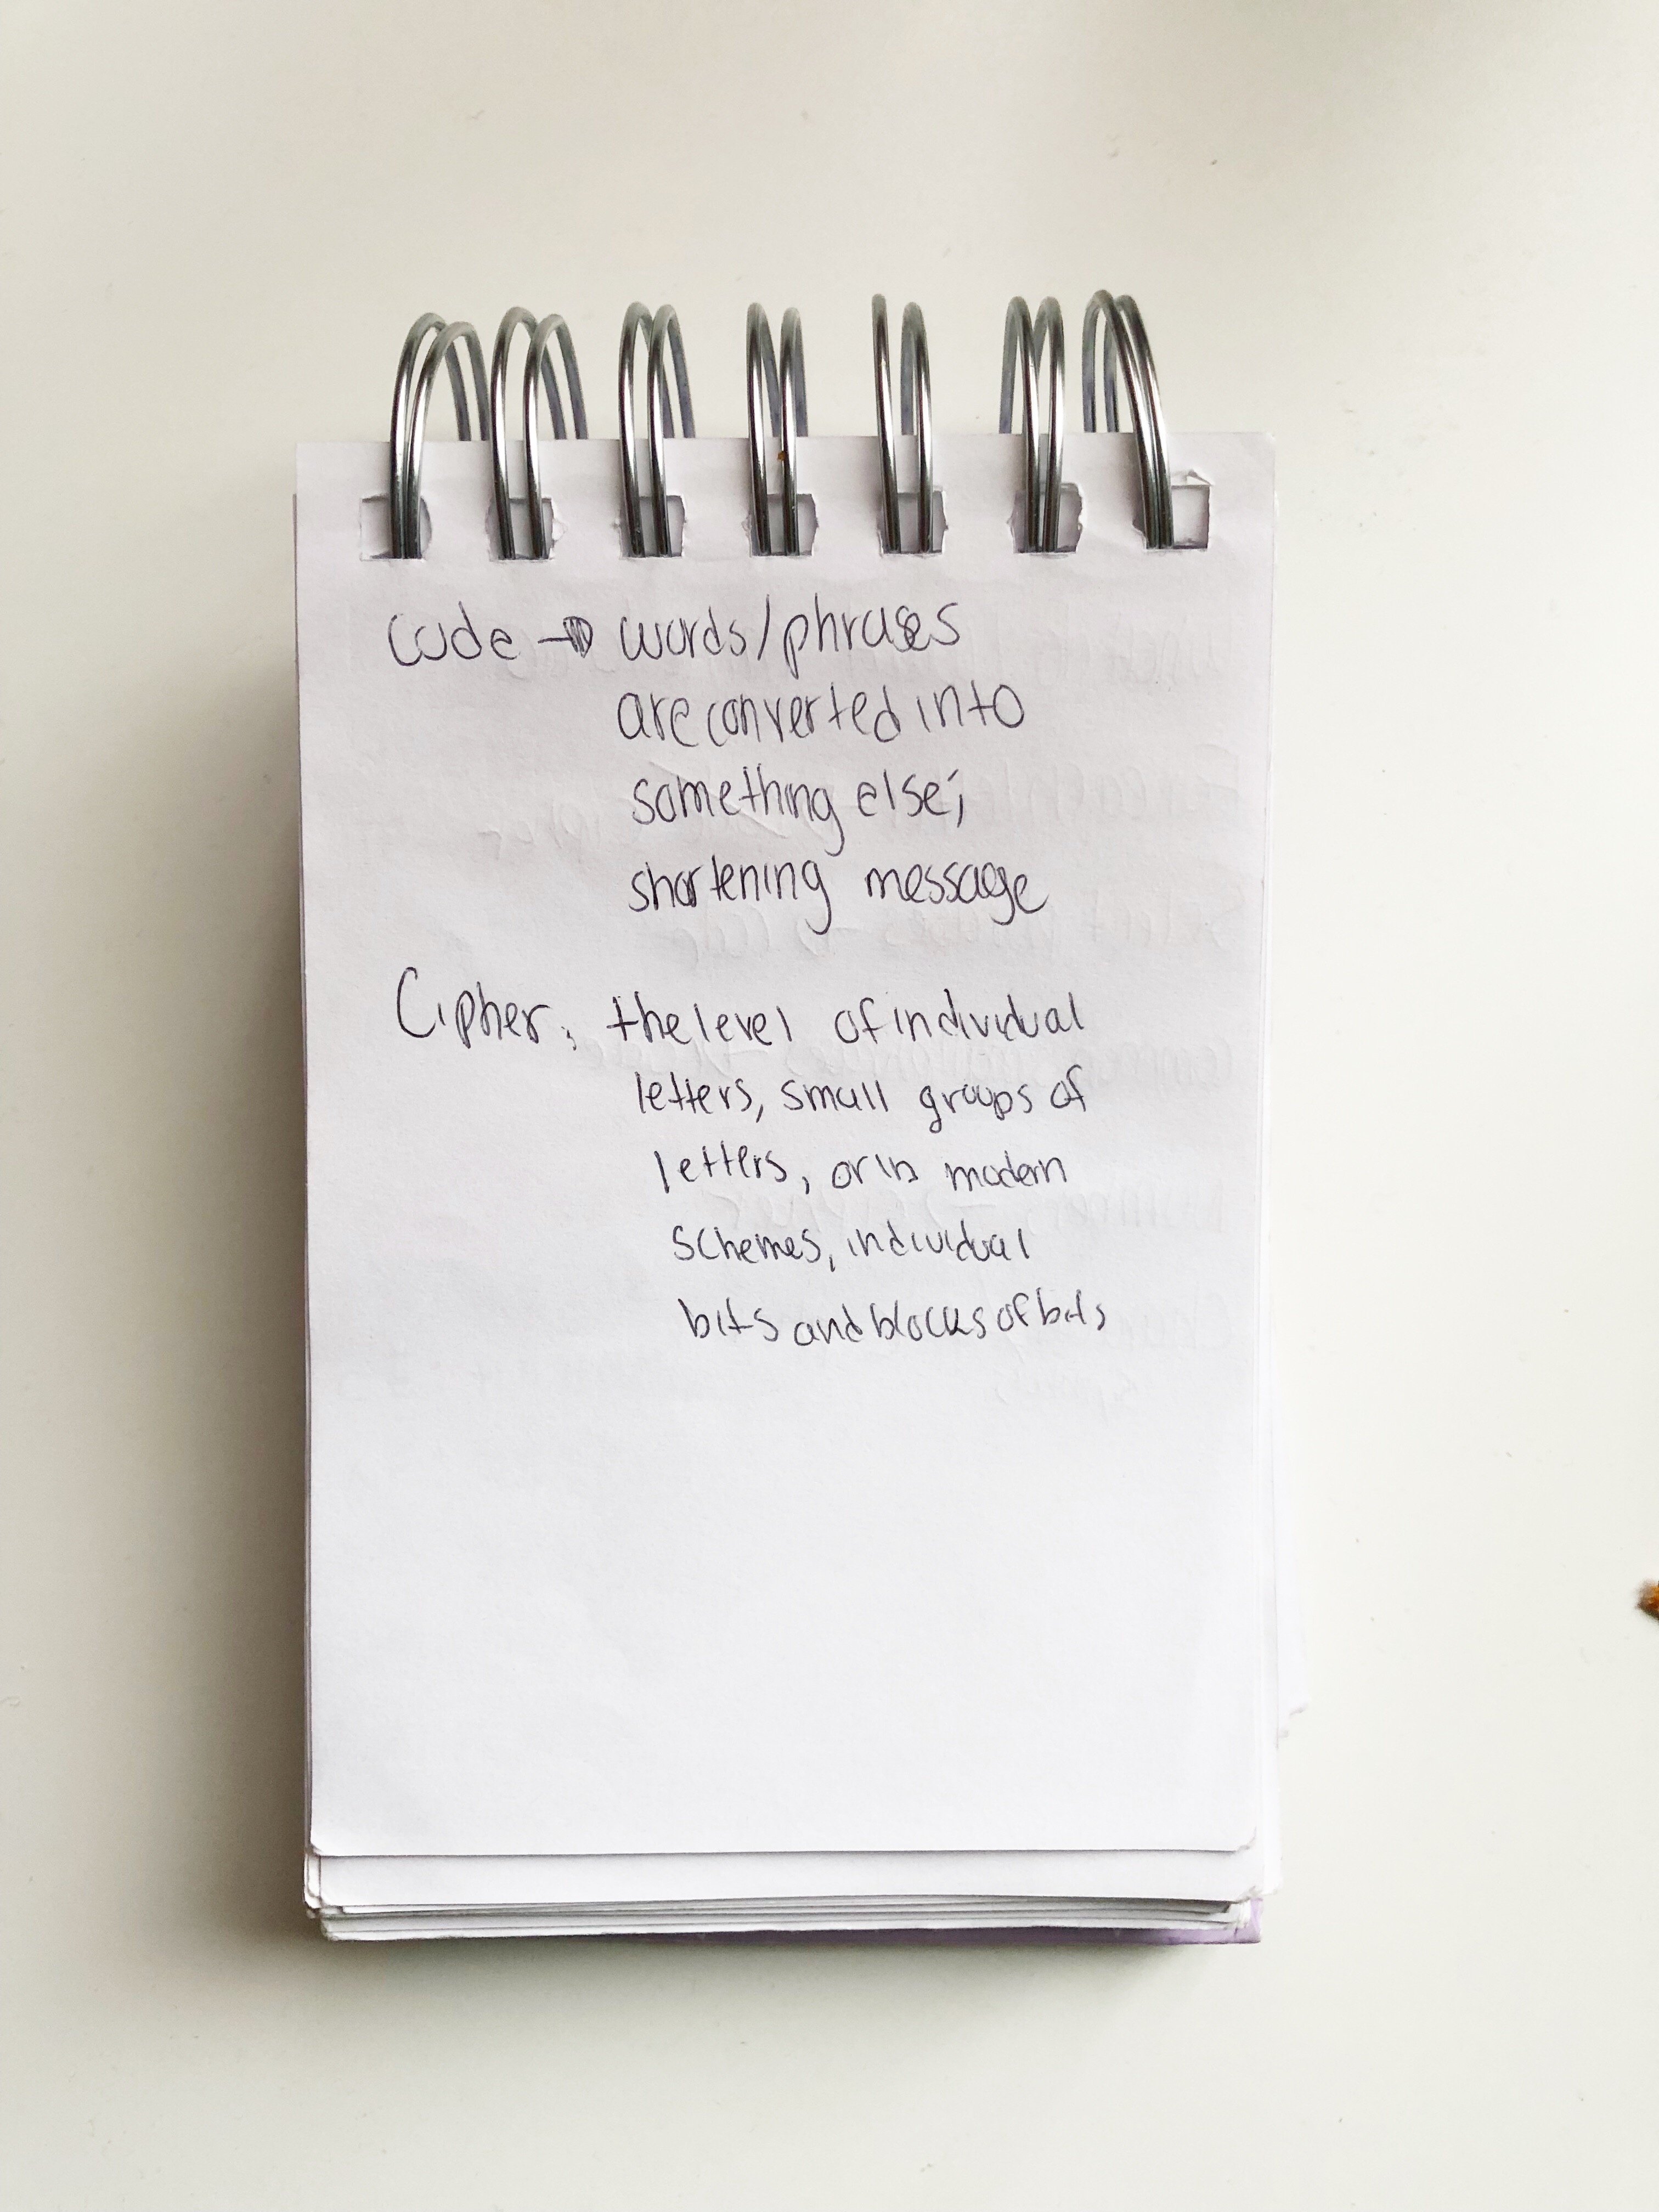 Code → words/phrases
are converted into
something else;
shortening message
Cipher: the level of individual
letters, small groups of
letters, or in modern
schemes, individual
bits and blocks of bits